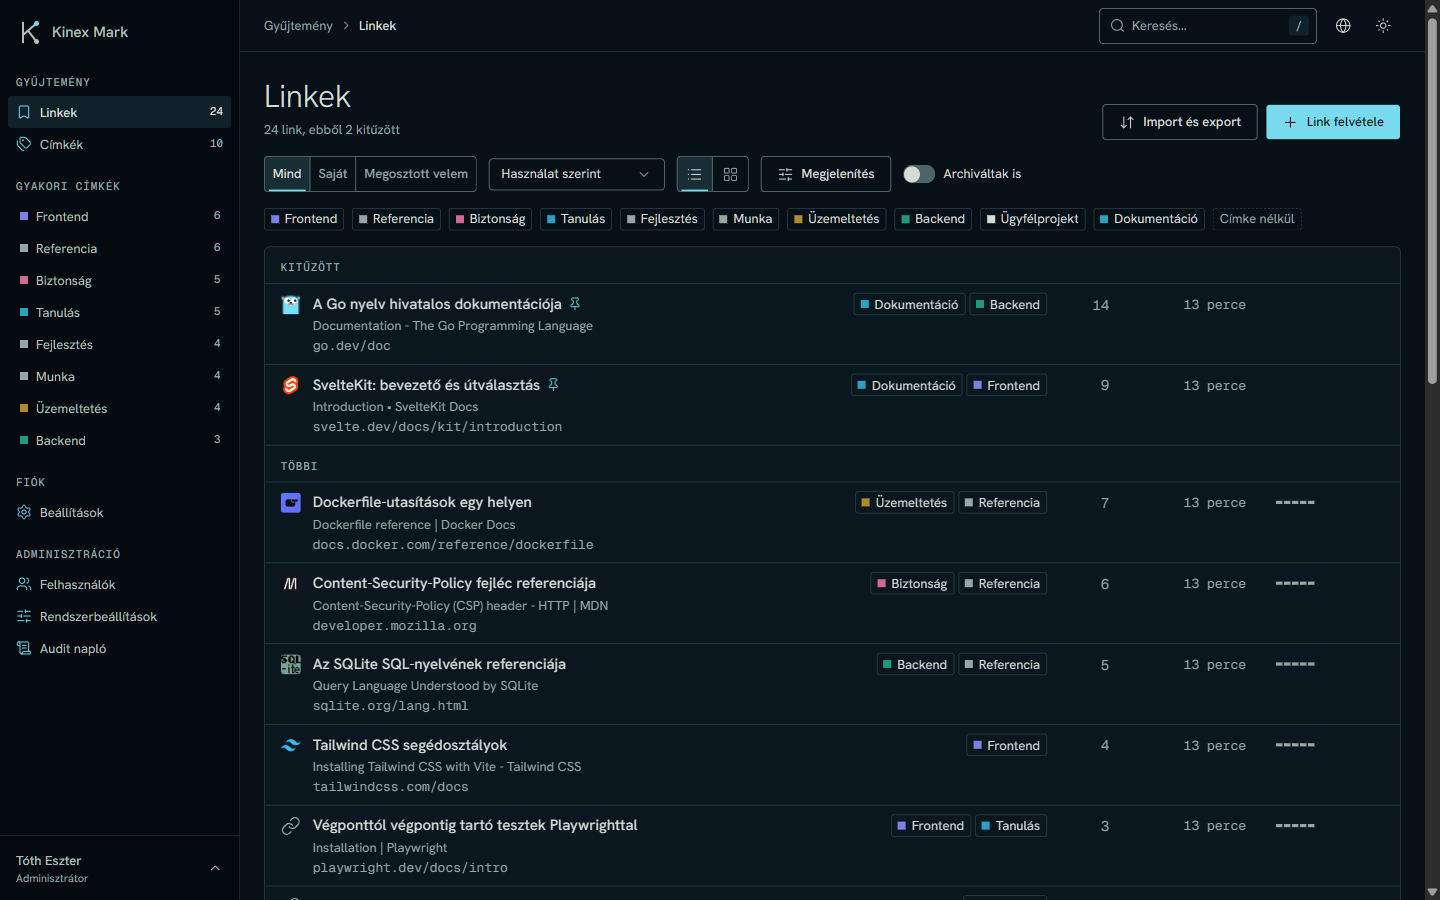 Kinex Mark
GYŰJTEMÉNY
Linkek 24
Címkék 10
GYAKORI CÍMKÉK
Frontend 6
Referencia 6
Biztonság 5
Tanulás 5
Fejlesztés 4
Munka 4
Üzemeltetés 4
Backend 3
FIÓK
Beállítások
ADMINISZTRÁCIÓ
Felhasználók
Rendszerbeállítások
Audit napló
Tóth Eszter
Adminisztrátor
Gyűjtemény Linkek
Keresés... /
Linkek
24 link, ebből 2 kitűzött
Import és export
Link felvétele
Mind Saját Megosztott velem Használat szerint Megjelenítés Archiváltak is
Frontend Referencia Biztonság Tanulás Fejlesztés Munka Üzemeltetés Backend Ügyfélprojekt Dokumentáció Címke nélkül
KITŰZÖTT
A Go nyelv hivatalos dokumentációja Dokumentáció Backend 14 13 perce
Documentation - The Go Programming Language
go.dev/doc
SvelteKit: bevezető és útválasztás Dokumentáció Frontend 9 13 perce
Introduction • SvelteKit Docs
svelte.dev/docs/kit/introduction
TÖBBI
Dockerfile-utasítások egy helyen Üzemeltetés Referencia 7 13 perce
Dockerfile reference | Docker Docs
docs.docker.com/reference/dockerfile
Content-Security-Policy fejléc referenciája Biztonság Referencia 6 13 perce
Content-Security-Policy (CSP) header - HTTP | MDN
developer.mozilla.org
Az SQLite SQL-nyelvének referenciája Backend Referencia 5 13 perce
Query Language Understood by SQLite
sqlite.org/lang.html
Tailwind CSS segédosztályok Frontend 4 13 perce
Installing Tailwind CSS with Vite - Tailwind CSS
tailwindcss.com/docs
Végponttól végpontig tartó tesztek Playwrighttal Frontend Tanulás 3 13 perce
Installation | Playwright
playwright.dev/docs/intro